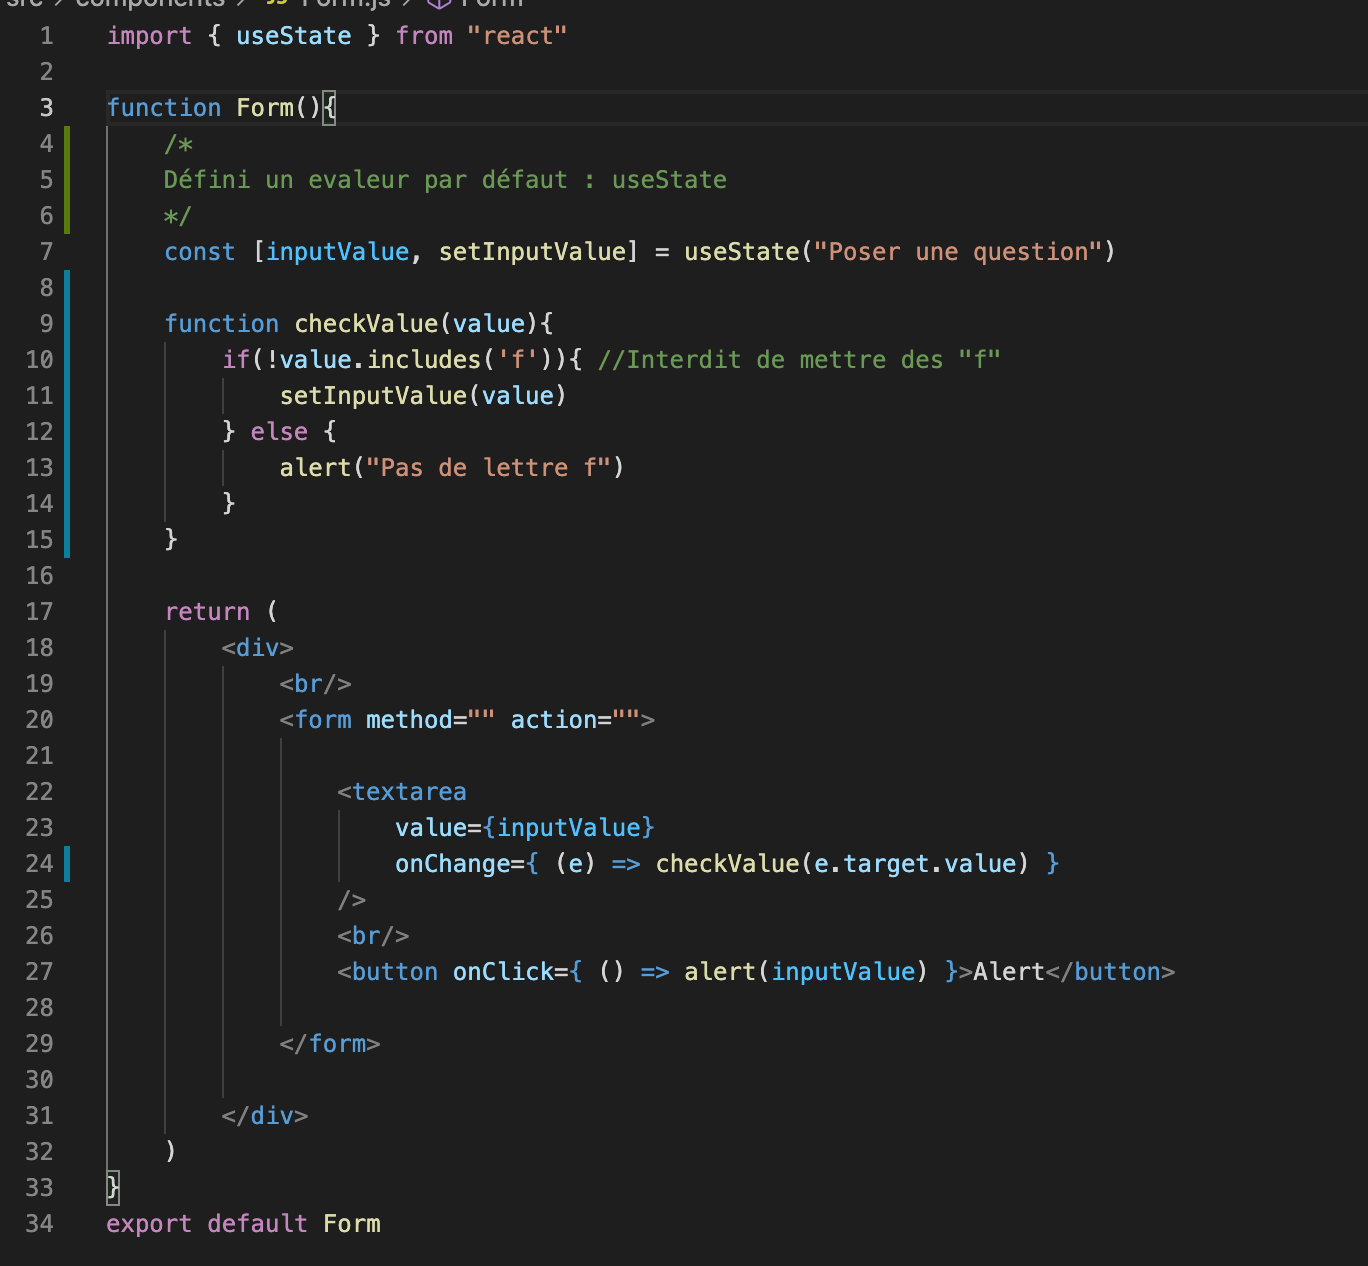 src > components > JS Form.js > Form
1 import { useState } from "react"
2
3 function Form(){
4 /*
5 Défini un evaleur par défaut : useState
6 */
7 const [inputValue, setInputValue] = useState("Poser une question")
8
9 function checkValue(value){
10 if(!value.includes('f')){ //Interdit de mettre des "f"
11 setInputValue(value)
12 } else {
13 alert("Pas de lettre f")
14 }
15 }
16
17 return (
18 <div>
19 <br/>
20 <form method="" action="">
21
22 <textarea
23 value={inputValue}
24 onChange={ (e) => checkValue(e.target.value) }
25 />
26 <br/>
27 <button onClick={ () => alert(inputValue) }>Alert</button>
28
29 </form>
30
31 </div>
32 )
33 }
34 export default Form